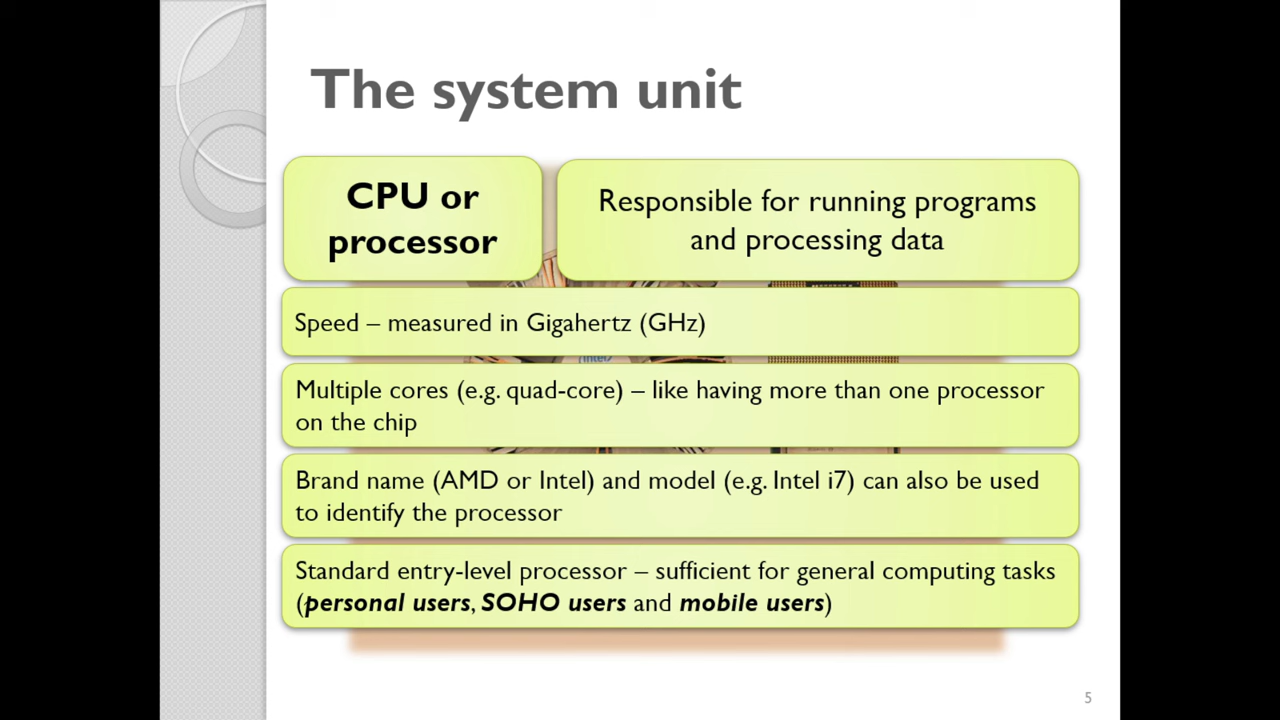 The system unit
CPU or
processor
Responsible for running programs
and processing data
Speed – measured in Gigahertz (GHz)
(intel)
Multiple cores (e.g. quad-core) – like having more than one processor
on the chip
Brand name (AMD or Intel) and model (e.g. Intel i7) can also be used
to identify the processor
Standard entry-level processor – sufficient for general computing tasks
(personal users, SOHO users and mobile users)
5